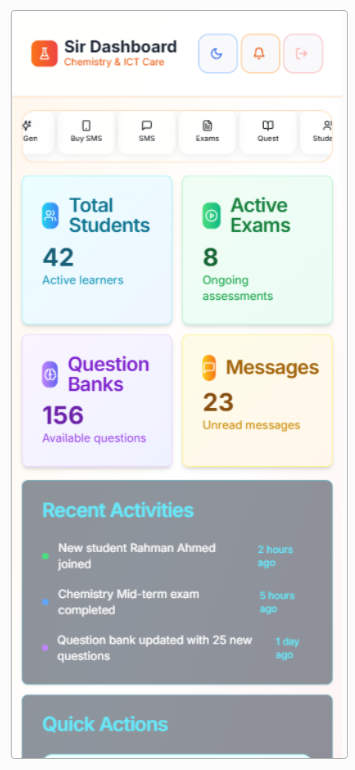 Sir Dashboard
Chemistry & ICT Care
Gen
Buy SMS
SMS
Exams
Quest
Stude
Total
Students
42
Active learners
Active
Exams
8
Ongoing
assessments
Question
Banks
156
Available questions
Messages
23
Unread messages
Recent Activities
New student Rahman Ahmed
joined
2 hours
ago
Chemistry Mid-term exam
completed
5 hours
ago
Question bank updated with 25 new
questions
1 day
ago
Quick Actions